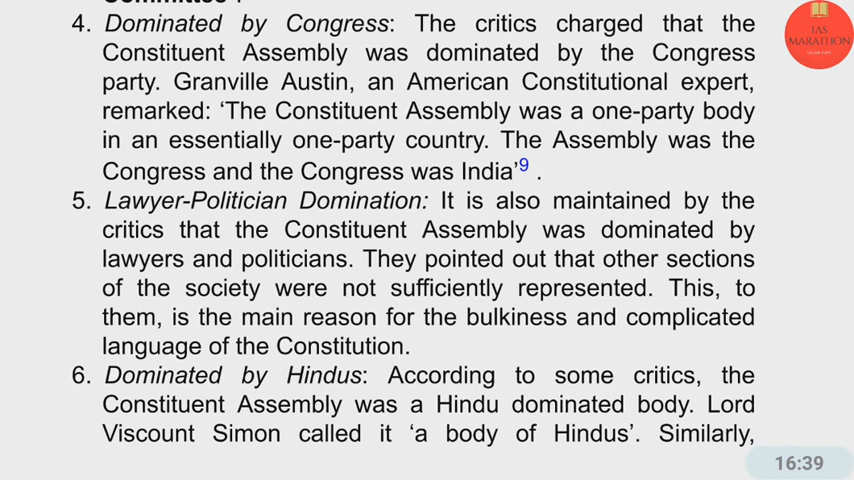 4. Dominated by Congress: The critics charged that the
Constituent Assembly was dominated by the Congress
party. Granville Austin, an American Constitutional expert,
remarked: ‘The Constituent Assembly was a one-party body
in an essentially one-party country. The Assembly was the
Congress and the Congress was India’9 .
5. Lawyer-Politician Domination: It is also maintained by the
critics that the Constituent Assembly was dominated by
lawyers and politicians. They pointed out that other sections
of the society were not sufficiently represented. This, to
them, is the main reason for the bulkiness and complicated
language of the Constitution.
6. Dominated by Hindus: According to some critics, the
Constituent Assembly was a Hindu dominated body. Lord
Viscount Simon called it ‘a body of Hindus’. Similarly,
IAS
MARATHON
16:39